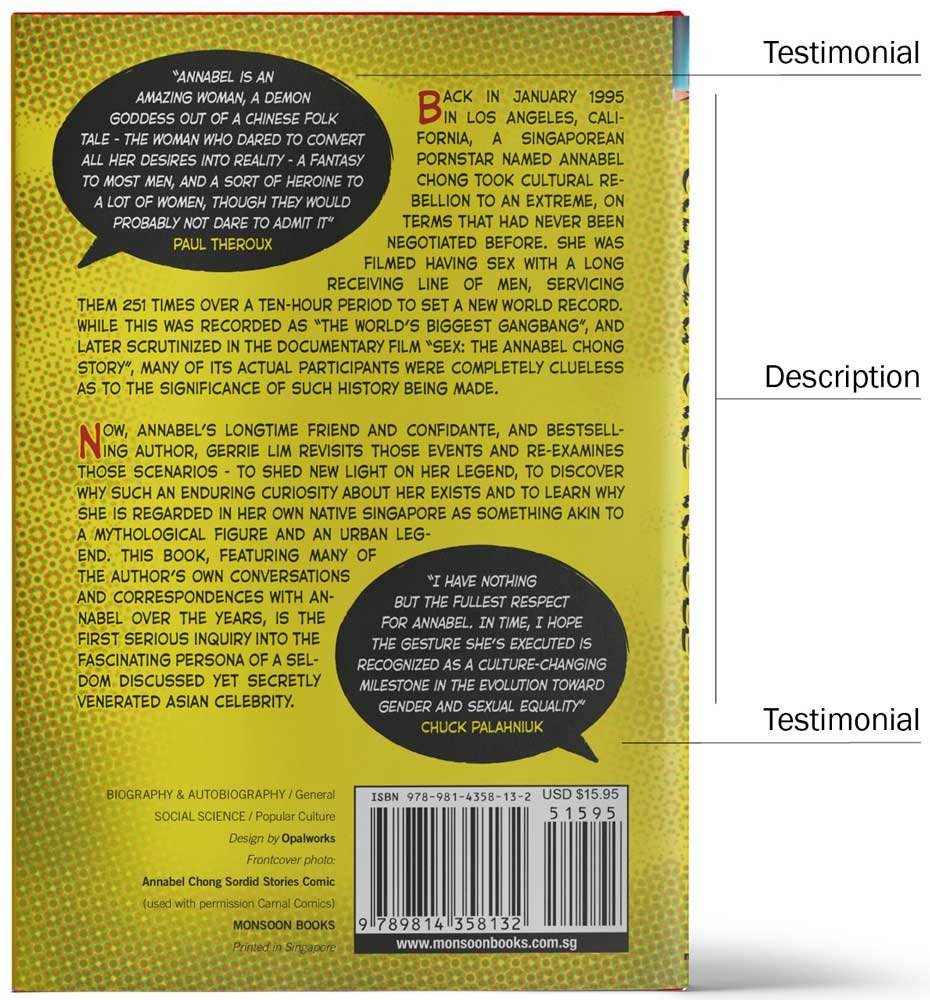 Testimonial
"ANNABEL IS AN
AMAZING WOMAN, A DEMON
GODDESS OUT OF A CHINESE FOLK
TALE - THE WOMAN WHO DARED TO CONVERT
ALL HER DESIRES INTO REALITY - A FANTASY
TO MOST MEN, AND A SORT OF HEROINE TO
A LOT OF WOMEN, THOUGH THEY WOULD
PROBABLY NOT DARE TO ADMIT IT"
PAUL THEROUX
BACK IN JANUARY 1995
IN LOS ANGELES, CALI-
FORNIA, A SINGAPOREAN
PORNSTAR NAMED ANNABEL
CHONG TOOK CULTURAL RE-
BELLION TO AN EXTREME, ON
TERMS THAT HAD NEVER BEEN
NEGOTIATED BEFORE. SHE WAS
FILMED HAVING SEX WITH A LONG
RECEIVING LINE OF MEN, SERVICING
THEM 251 TIMES OVER A TEN-HOUR PERIOD TO SET A NEW WORLD RECORD.
WHILE THIS WAS RECORDED AS "THE WORLD'S BIGGEST GANGBANG", AND
LATER SCRUTINIZED IN THE DOCUMENTARY FILM "SEX: THE ANNABEL CHONG
STORY", MANY OF ITS ACTUAL PARTICIPANTS WERE COMPLETELY CLUELESS
AS TO THE SIGNIFICANCE OF SUCH HISTORY BEING MADE.
Description
NOW, ANNABEL'S LONGTIME FRIEND AND CONFIDANTE, AND BESTSELL-
ING AUTHOR, GERRIE LIM REVISITS THOSE EVENTS AND RE-EXAMINES
THOSE SCENARIOS - TO SHED NEW LIGHT ON HER LEGEND, TO DISCOVER
WHY SUCH AN ENDURING CURIOSITY ABOUT HER EXISTS AND TO LEARN WHY
SHE IS REGARDED IN HER OWN NATIVE SINGAPORE AS SOMETHING AKIN TO
A MYTHOLOGICAL FIGURE AND AN URBAN LEG-
END. THIS BOOK, FEATURING MANY OF
THE AUTHOR'S OWN CONVERSATIONS
AND CORRESPONDENCES WITH AN-
NABEL OVER THE YEARS, IS THE
FIRST SERIOUS INQUIRY INTO THE
FASCINATING PERSONA OF A SEL-
DOM DISCUSSED YET SECRETLY
VENERATED ASIAN CELEBRITY.
"I HAVE NOTHING
BUT THE FULLEST RESPECT
FOR ANNABEL. IN TIME, I HOPE
THE GESTURE SHE'S EXECUTED IS
RECOGNIZED AS A CULTURE-CHANGING
MILESTONE IN THE EVOLUTION TOWARD
GENDER AND SEXUAL EQUALITY"
CHUCK PALAHNIUK
Testimonial
BIOGRAPHY & AUTOBIOGRAPHY / General
SOCIAL SCIENCE / Popular Culture
Design by Opalworks
Frontcover photo:
Annabel Chong Sordid Stories Comic
(used with permission Carnal Comics)
MONSOON BOOKS
Printed in Singapore
ISBN 978-981-4358-13-2
USD $15.95
51595
9 789814 358132
www.monsoonbooks.com.sg